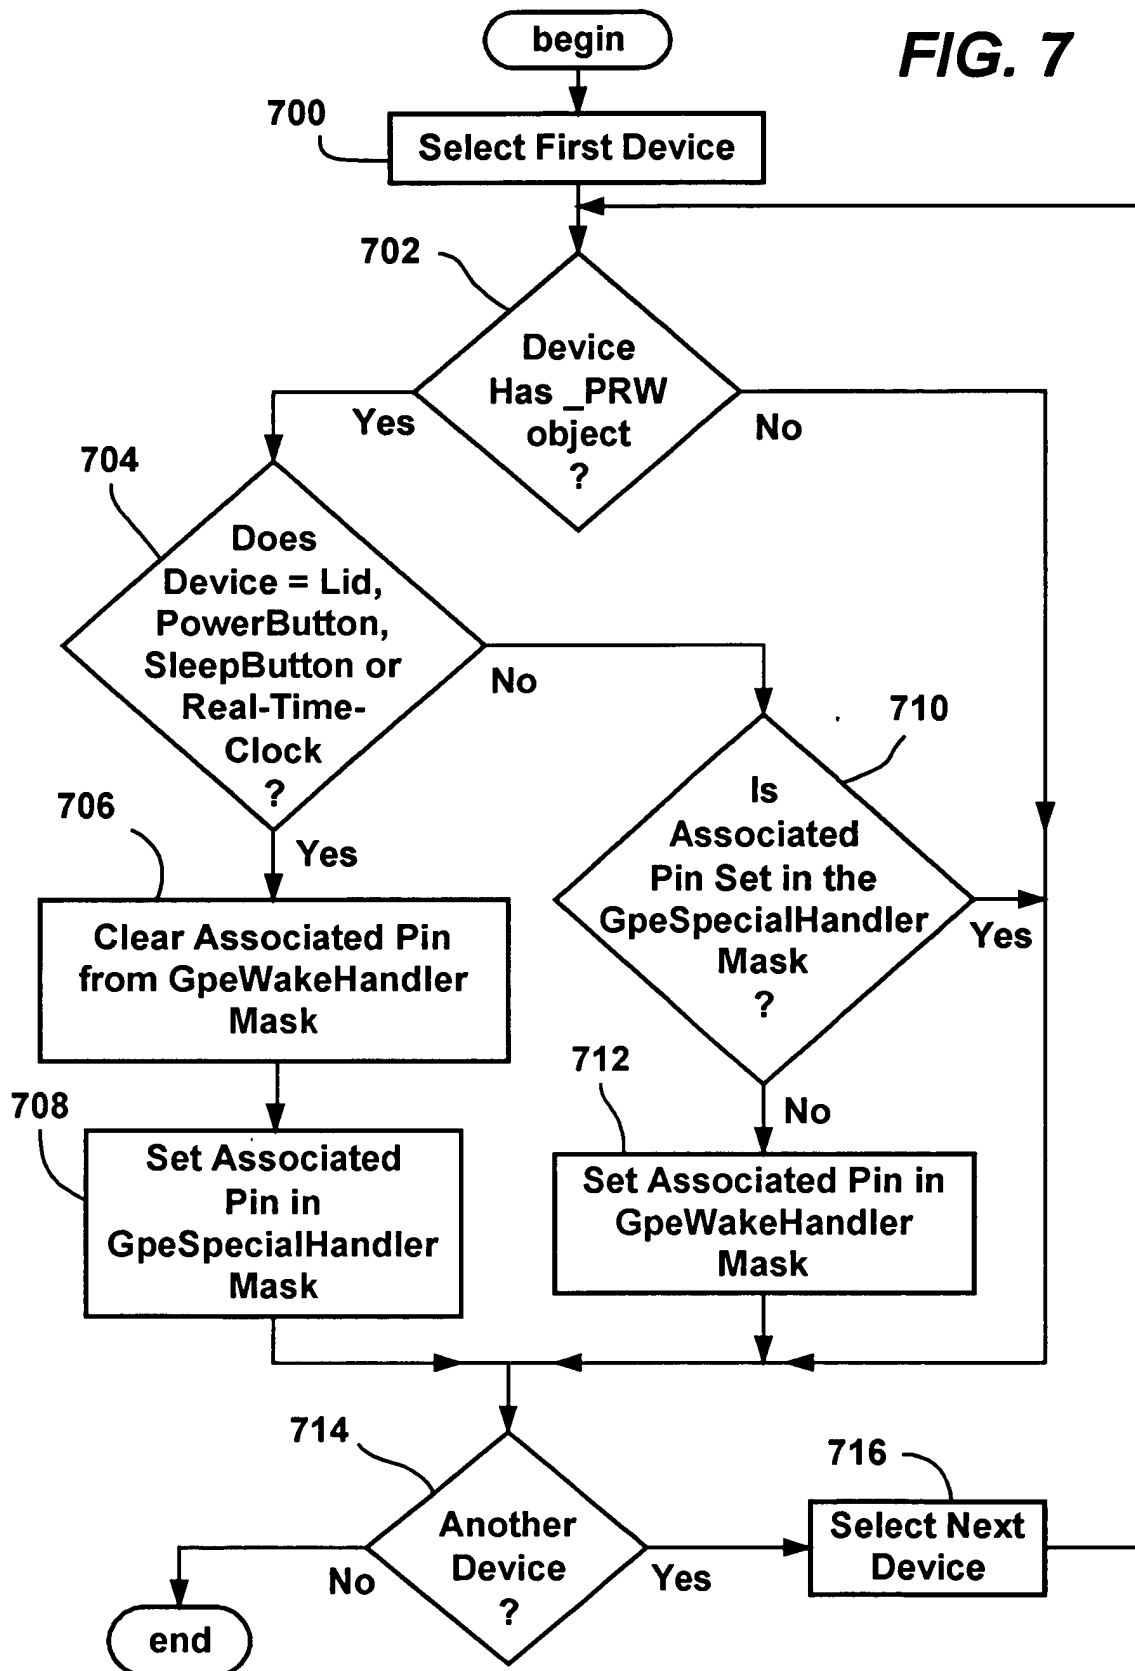 begin
FIG. 7
700
Select First Device
702
Device
Has _PRW
object
?
Yes
No
704
Does
Device = Lid,
PowerButton,
SleepButton or
Real-Time-
Clock
?
No
Yes
710
Is
Associated
Pin Set in the
GpeSpecialHandler
Mask
?
Yes
No
706
Clear Associated Pin
from GpeWakeHandler
Mask
708
Set Associated
Pin in
GpeSpecialHandler
Mask
712
Set Associated Pin in
GpeWakeHandler
Mask
714
Another
Device
?
No
Yes
716
Select Next
Device
end